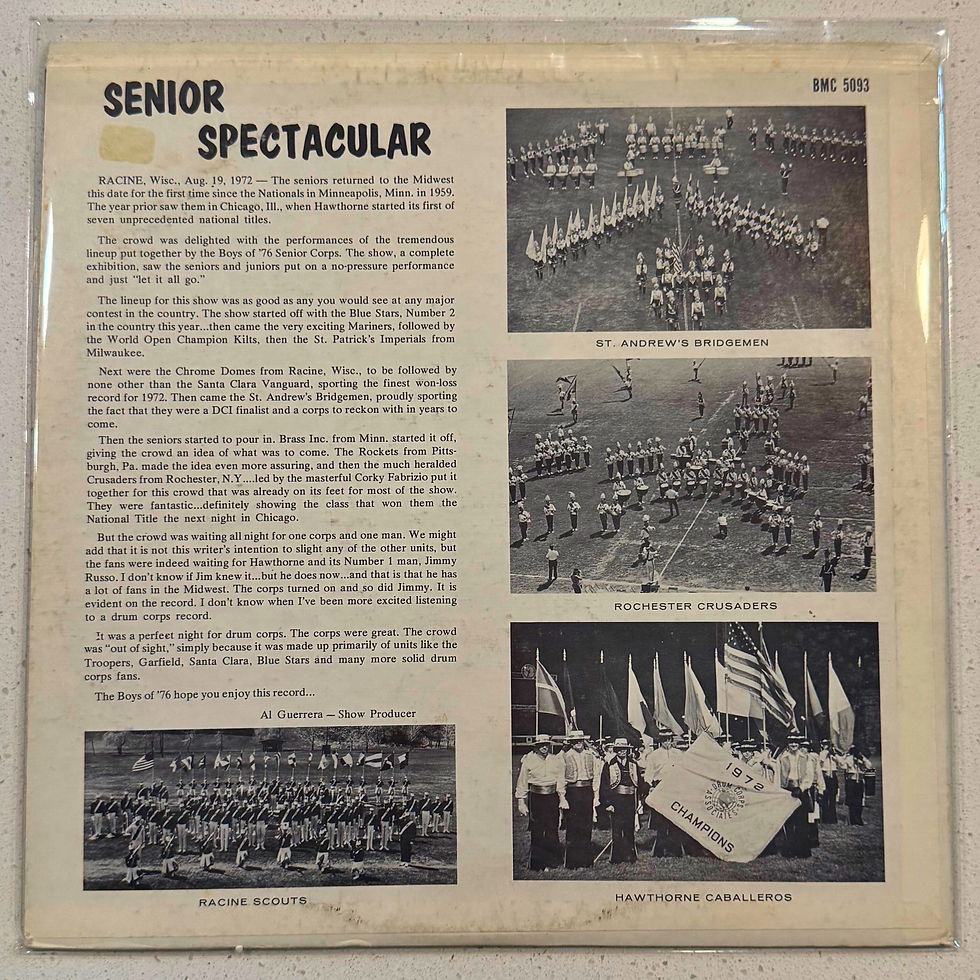 SENIOR
SPECTACULAR
BMC 5093
RACINE, Wisc., Aug. 19, 1972 — The seniors returned to the Midwest
this date for the first time since the Nationals in Minneapolis, Minn. in 1959.
The year prior saw them in Chicago, Ill., when Hawthorne started its first of
seven unprecedented national titles.
The crowd was delighted with the performances of the tremendous
lineup put together by the Boys of '76 Senior Corps. The show, a complete
exhibition, saw the seniors and juniors put on a no-pressure performance
and just "let it all go."
The lineup for this show was as good as any you would see at any major
contest in the country. The show started off with the Blue Stars, Number 2
in the country this year...then came the very exciting Mariners, followed by
the World Open Champion Kilts, then the St. Patrick's Imperials from
Milwaukee.
Next were the Chrome Domes from Racine, Wisc., to be followed by
none other than the Santa Clara Vanguard, sporting the finest won-loss
record for 1972. Then came the St. Andrew's Bridgemen, proudly sporting
the fact that they were a DCI finalist and a corps to reckon with in years to
come.
Then the seniors started to pour in. Brass Inc. from Minn. started it off,
giving the crowd an idea of what was to come. The Rockets from Pitts-
burgh, Pa. made the idea even more assuring, and then the much heralded
Crusaders from Rochester, N.Y....led by the masterful Corky Fabrizio put it
together for this crowd that was already on its feet for most of the show.
They were fantastic...definitely showing the class that won them the
National Title the next night in Chicago.
But the crowd was waiting all night for one corps and one man. We might
add that it is not this writer's intention to slight any of the other units, but
the fans were indeed waiting for Hawthorne and its Number 1 man, Jimmy
Russo. I don't know if Jim knew it...but he does now...and that is that he has
a lot of fans in the Midwest. The corps turned on and so did Jimmy. It is
evident on the record. I don't know when I've been more excited listening
to a drum corps record.
It was a perfect night for drum corps. The corps were great. The crowd
was "out of sight," simply because it was made up primarily of units like the
Troopers, Garfield, Santa Clara, Blue Stars and many more solid drum
corps fans.
The Boys of '76 hope you enjoy this record...
Al Guerrera — Show Producer
RACINE SCOUTS
ST. ANDREW'S BRIDGEMEN
ROCHESTER CRUSADERS
1972
DRUM CORPS
ASSOCIATES
CHAMPIONS
HAWTHORNE CABALLEROS